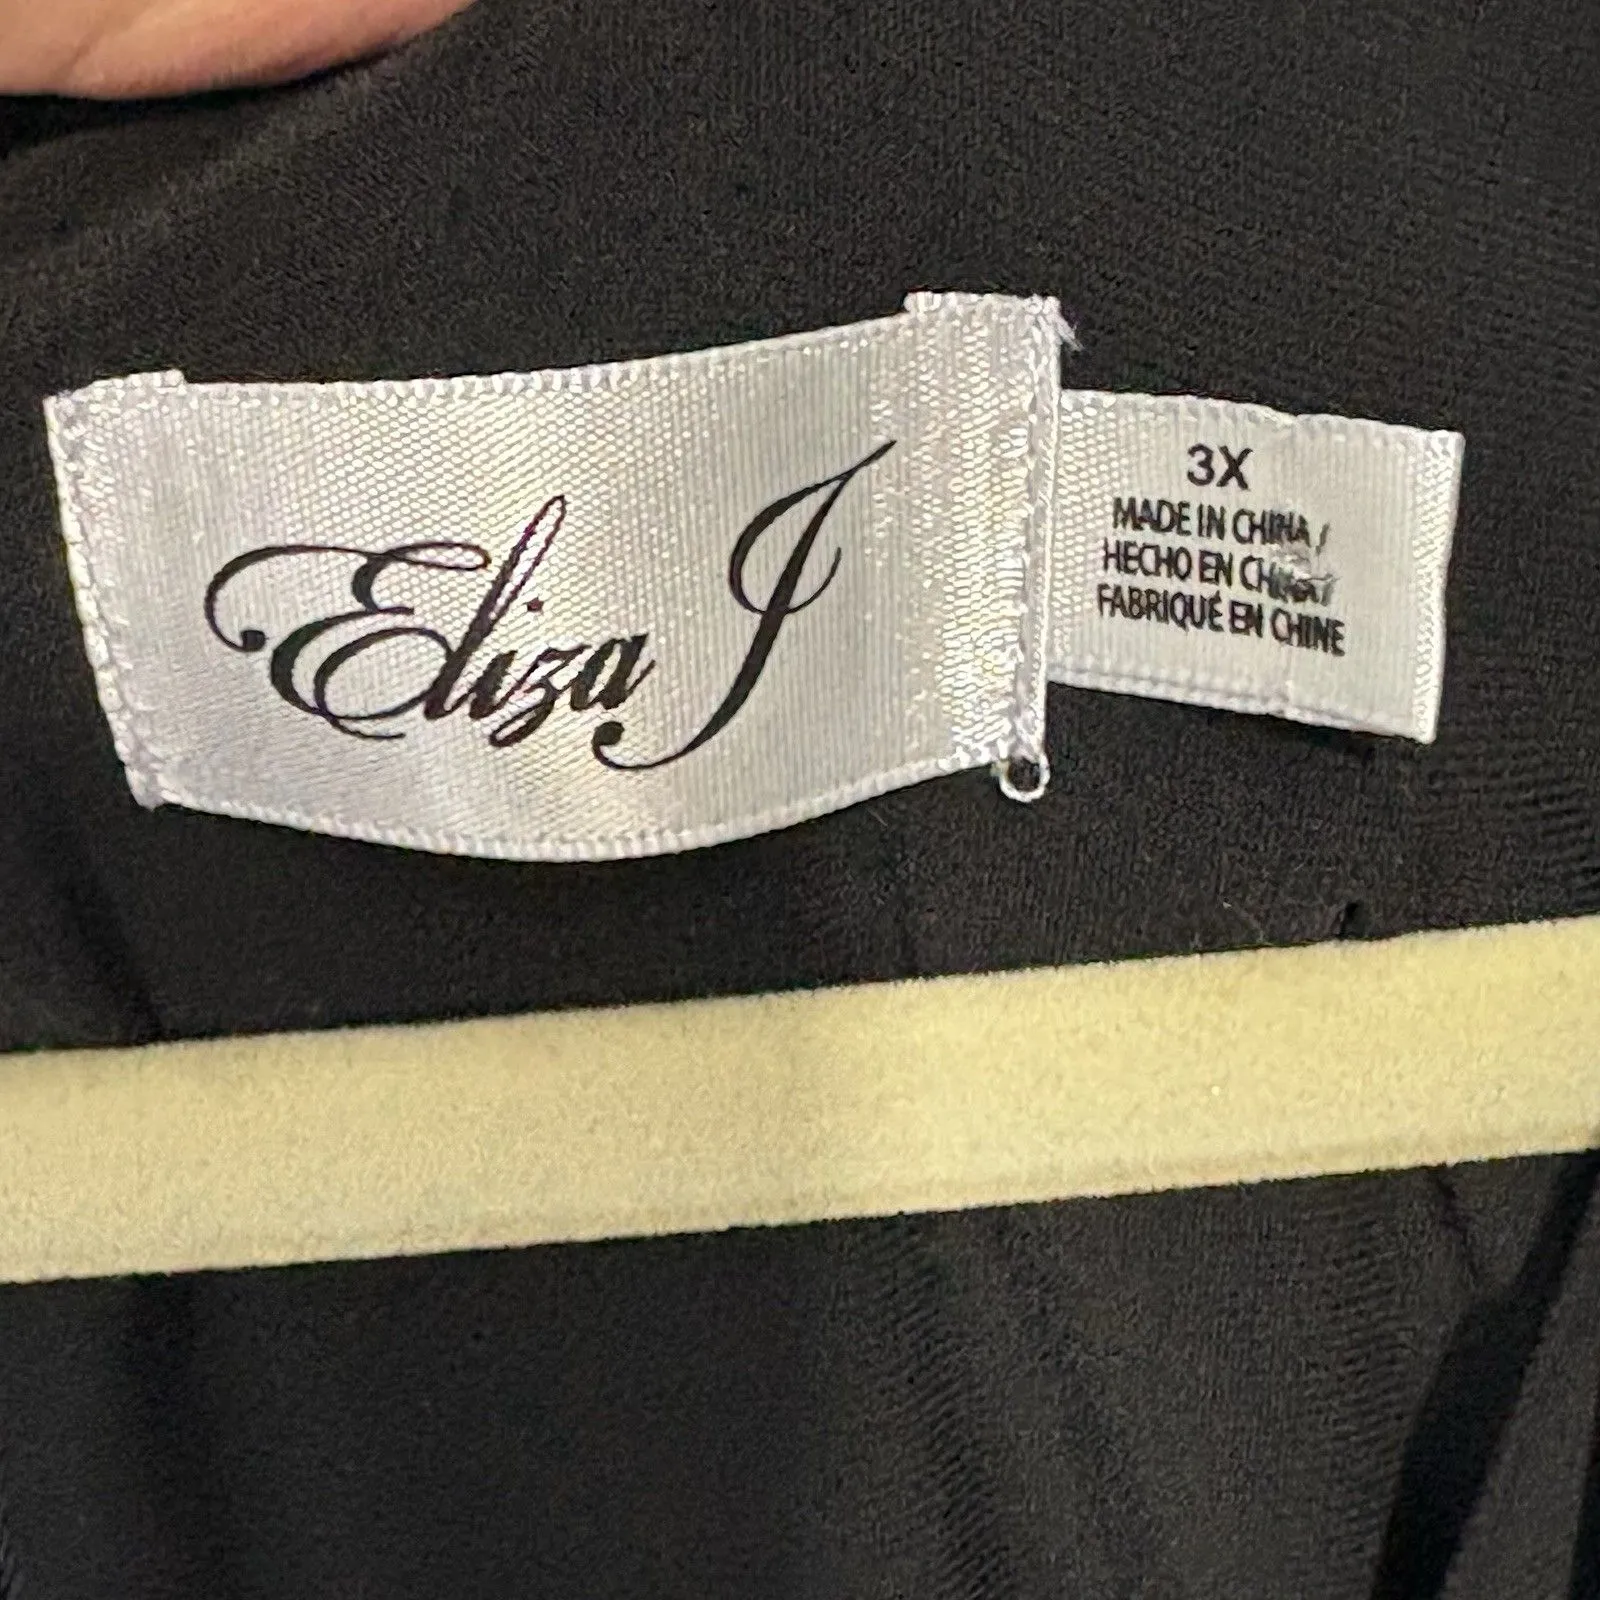 Eliza J
3X
MADE IN CHINA /
HECHO EN CHINA /
FABRIQUÉ EN CHINE